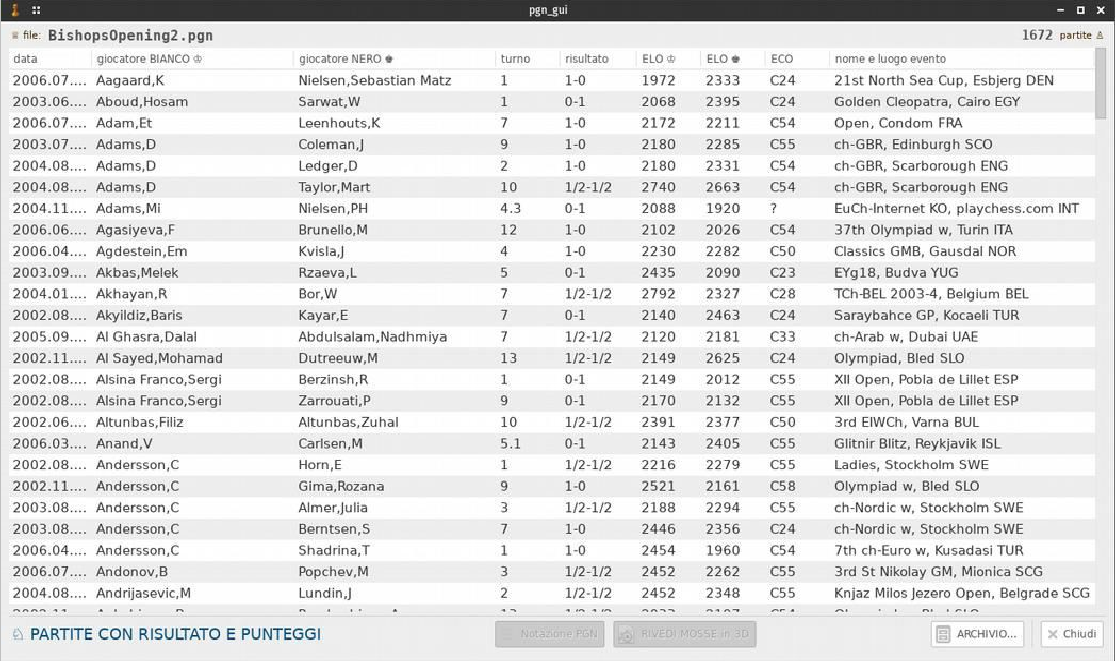 pgn_gui
file: BishopsOpening2.pgn 1672 partite
data giocatore BIANCO ♔ giocatore NERO ♚ turno risultato ELO ♔ ELO ♚ ECO nome e luogo evento
2006.07.... Aagaard,K Nielsen,Sebastian Matz 1 1-0 1972 2333 C24 21st North Sea Cup, Esbjerg DEN
2003.06.... Aboud,Hosam Sarwat,W 1 0-1 2068 2395 C24 Golden Cleopatra, Cairo EGY
2006.07.... Adam,Et Leenhouts,K 7 1-0 2172 2211 C54 Open, Condom FRA
2003.07.... Adams,D Coleman,J 9 1-0 2180 2285 C55 ch-GBR, Edinburgh SCO
2004.08.... Adams,D Ledger,D 2 1-0 2180 2331 C54 ch-GBR, Scarborough ENG
2004.08.... Adams,D Taylor,Mart 10 1/2-1/2 2740 2663 C54 ch-GBR, Scarborough ENG
2004.11.... Adams,Mi Nielsen,PH 4.3 0-1 2088 1920 ? EuCh-Internet KO, playchess.com INT
2006.06.... Agasiyeva,F Brunello,M 12 1-0 2102 2026 C54 37th Olympiad w, Turin ITA
2006.04.... Agdestein,Em Kvisla,J 4 1-0 2230 2282 C50 Classics GMB, Gausdal NOR
2003.09.... Akbas,Melek Rzaeva,L 5 0-1 2435 2090 C23 EYg18, Budva YUG
2004.01.... Akhayan,R Bor,W 7 1/2-1/2 2792 2327 C28 TCh-BEL 2003-4, Belgium BEL
2002.08.... Akyildiz,Baris Kayar,E 7 0-1 2140 2463 C24 Saraybahce GP, Kocaeli TUR
2005.09.... Al Ghasra,Dalal Abdulsalam,Nadhmiya 7 1/2-1/2 2120 2181 C33 ch-Arab w, Dubai UAE
2002.11.... Al Sayed,Mohamad Dutreeuw,M 13 1/2-1/2 2149 2625 C24 Olympiad, Bled SLO
2002.08.... Alsina Franco,Sergi Berzinsh,R 1 0-1 2149 2012 C55 XII Open, Pobla de Lillet ESP
2002.08.... Alsina Franco,Sergi Zarrouati,P 9 0-1 2170 2132 C55 XII Open, Pobla de Lillet ESP
2002.06.... Altunbas,Filiz Altunbas,Zuhal 10 1/2-1/2 2391 2377 C50 3rd EIWCh, Varna BUL
2006.03.... Anand,V Carlsen,M 5.1 0-1 2143 2405 C55 Glitnir Blitz, Reykjavik ISL
2002.08.... Andersson,C Horn,E 1 1/2-1/2 2216 2279 C55 Ladies, Stockholm SWE
2002.11.... Andersson,C Gima,Rozana 9 1-0 2521 2161 C58 Olympiad w, Bled SLO
2003.08.... Andersson,C Almer,Julia 3 1/2-1/2 2188 2294 C55 ch-Nordic w, Stockholm SWE
2003.08.... Andersson,C Berntsen,S 7 1-0 2446 2356 C24 ch-Nordic w, Stockholm SWE
2006.04.... Andersson,C Shadrina,T 1 1-0 2454 1960 C54 7th ch-Euro w, Kusadasi TUR
2006.07.... Andonov,B Popchev,M 3 1/2-1/2 2452 2262 C55 3rd St Nikolay GM, Mionica SCG
2004.08.... Andrijasevic,M Lundin,J 2 1/2-1/2 2452 2348 C55 Knjaz Milos Jezero Open, Belgrade SCG
PARTITE CON RISULTATO E PUNTEGGI Notazione PGN RIVEDI MOSSE in 3D ARCHIVIO... Chiudi